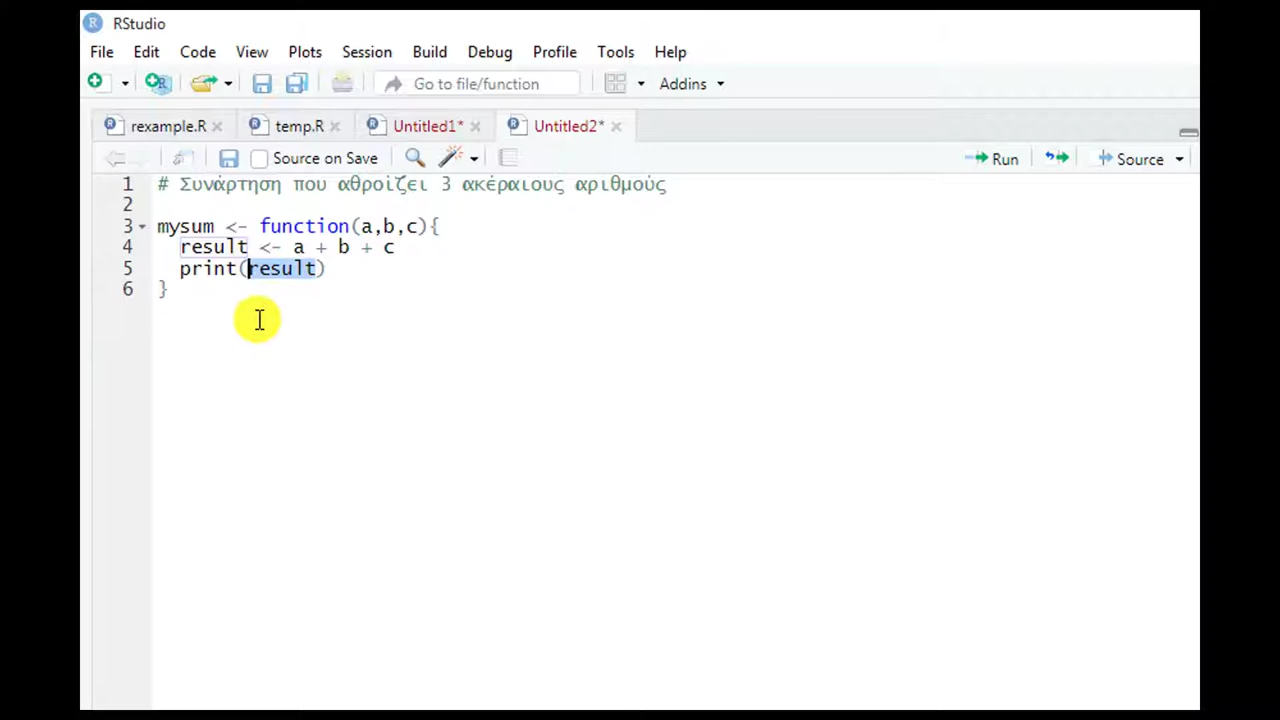 RStudio
File Edit Code View Plots Session Build Debug Profile Tools Help
Go to file/function Addins
rexample.R temp.R Untitled1* Untitled2*
Source on Save Run Source
1 # Συνάρτηση που αθροίζει 3 ακέραιους αριθμούς
2
3 mysum <- function(a,b,c){
4 result <- a + b + c
5 print(result)
6 }